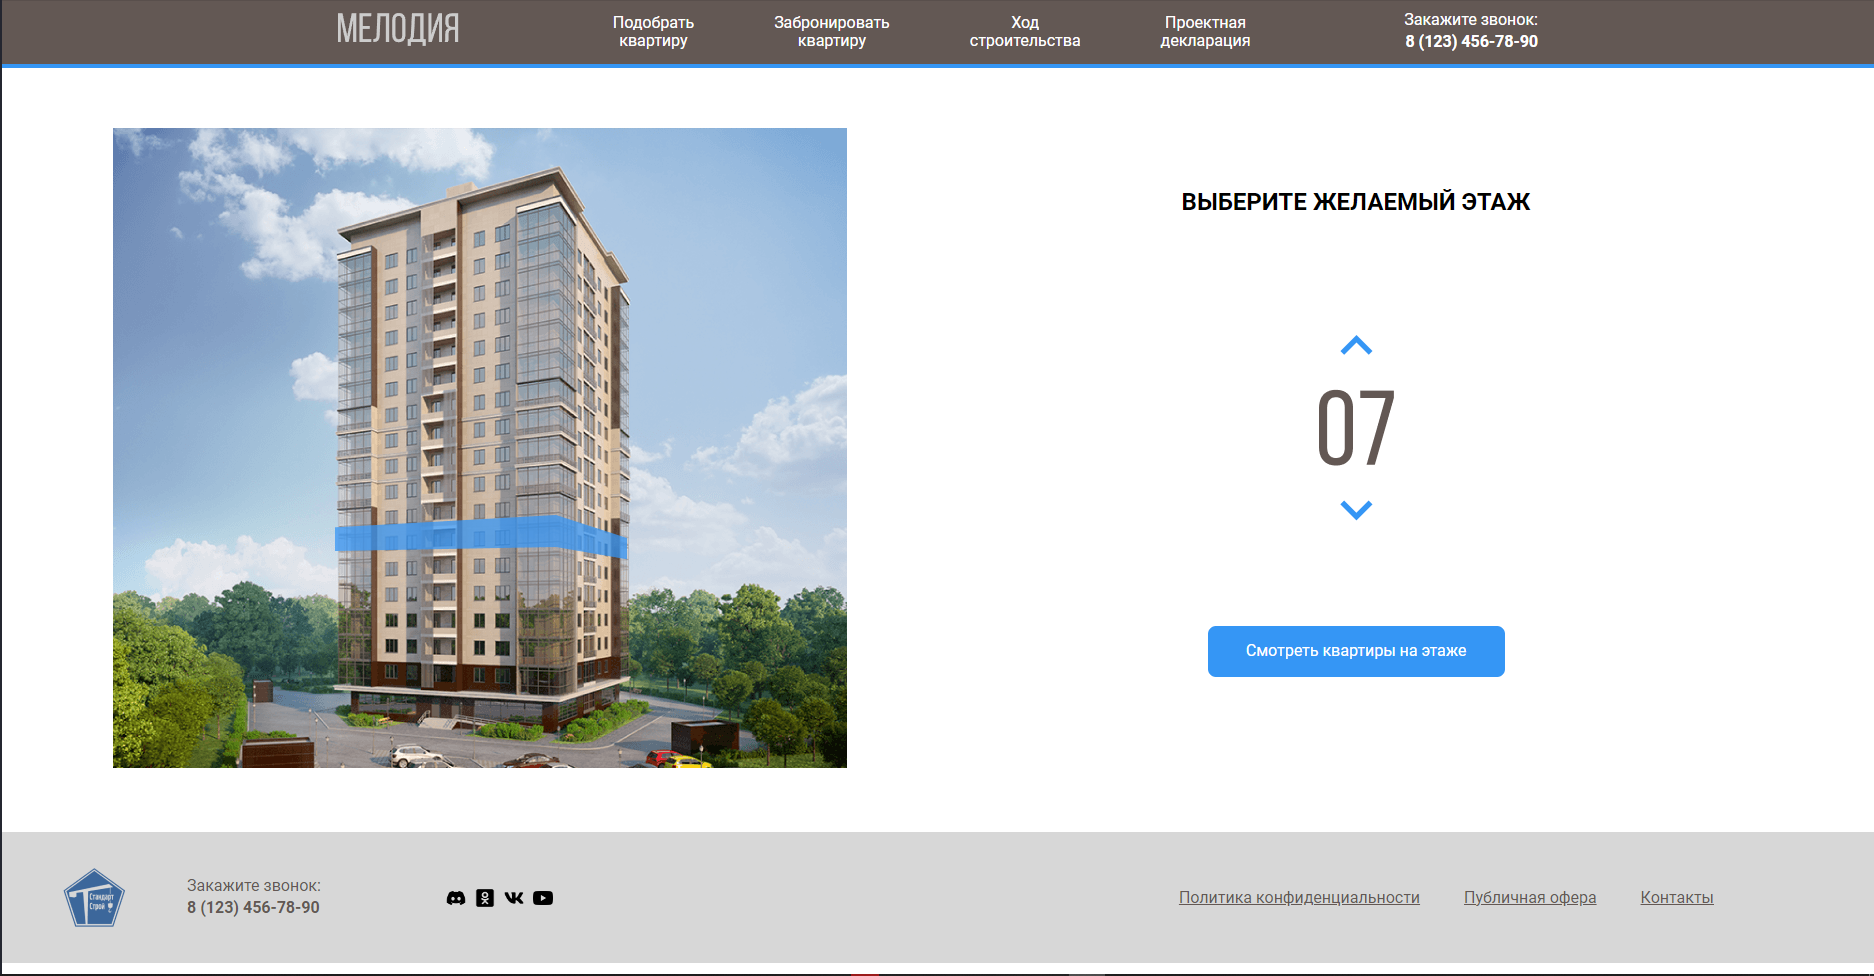 МЕЛОДИЯ
Подобрать
квартиру
Забронировать
квартиру
Ход
строительства
Проектная
декларация
Закажите звонок:
8 (123) 456-78-90
ВЫБЕРИТЕ ЖЕЛАЕМЫЙ ЭТАЖ
07
Смотреть квартиры на этаже
Стандарт
Строй
Закажите звонок:
8 (123) 456-78-90
Политика конфиденциальности
Публичная офера
Контакты